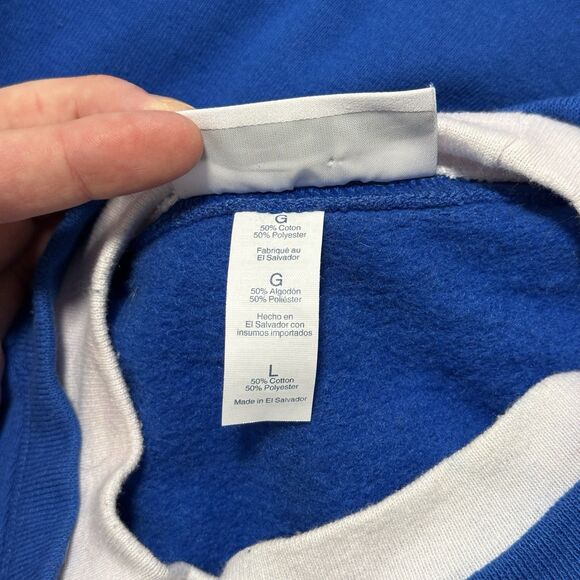 G
50% Coton
50% Polyester
Fabriqué au
El Salvador
G
50% Algodón
50% Poliéster
Hecho en
El Salvador con
insumos importados
L
50% Cotton
50% Polyester
Made in El Salvador